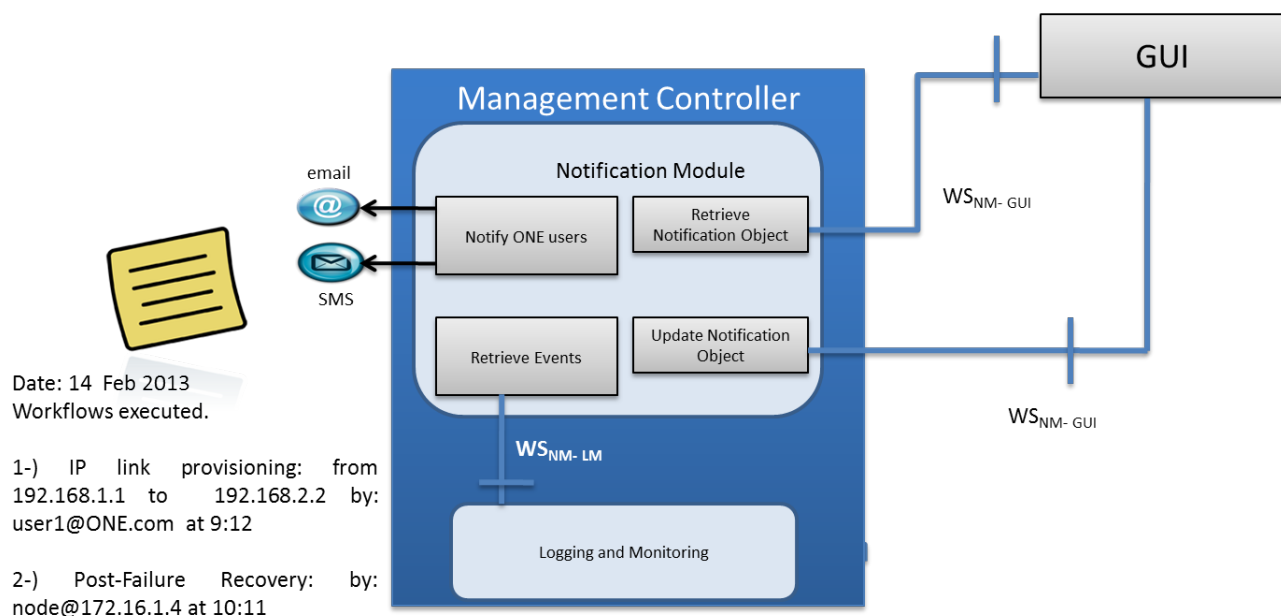 GUI
Management Controller
Notification Module
email
@
Notify ONE users
Retrieve
Notification Object
WSNM- GUI
SMS
Retrieve Events
Update Notification
Object
WSNM- GUI
Date: 14 Feb 2013
Workflows executed.
WSNM- LM
1-) IP link provisioning: from
192.168.1.1 to 192.168.2.2 by:
user1@ONE.com at 9:12
Logging and Monitoring
2-) Post-Failure Recovery: by:
node@172.16.1.4 at 10:11